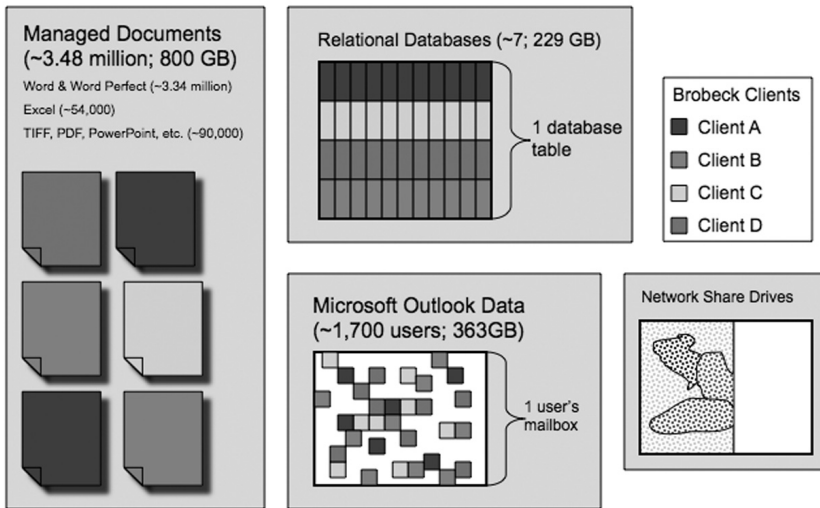 Managed Documents
(~3.48 million; 800 GB)
Word & Word Perfect (~3.34 million)
Excel (~54,000)
TIFF, PDF, PowerPoint, etc. (~90,000)
Relational Databases (~7; 229 GB)
1 database
table
Brobeck Clients
Client A
Client B
Client C
Client D
Microsoft Outlook Data
(~1,700 users; 363GB)
1 user's
mailbox
Network Share Drives